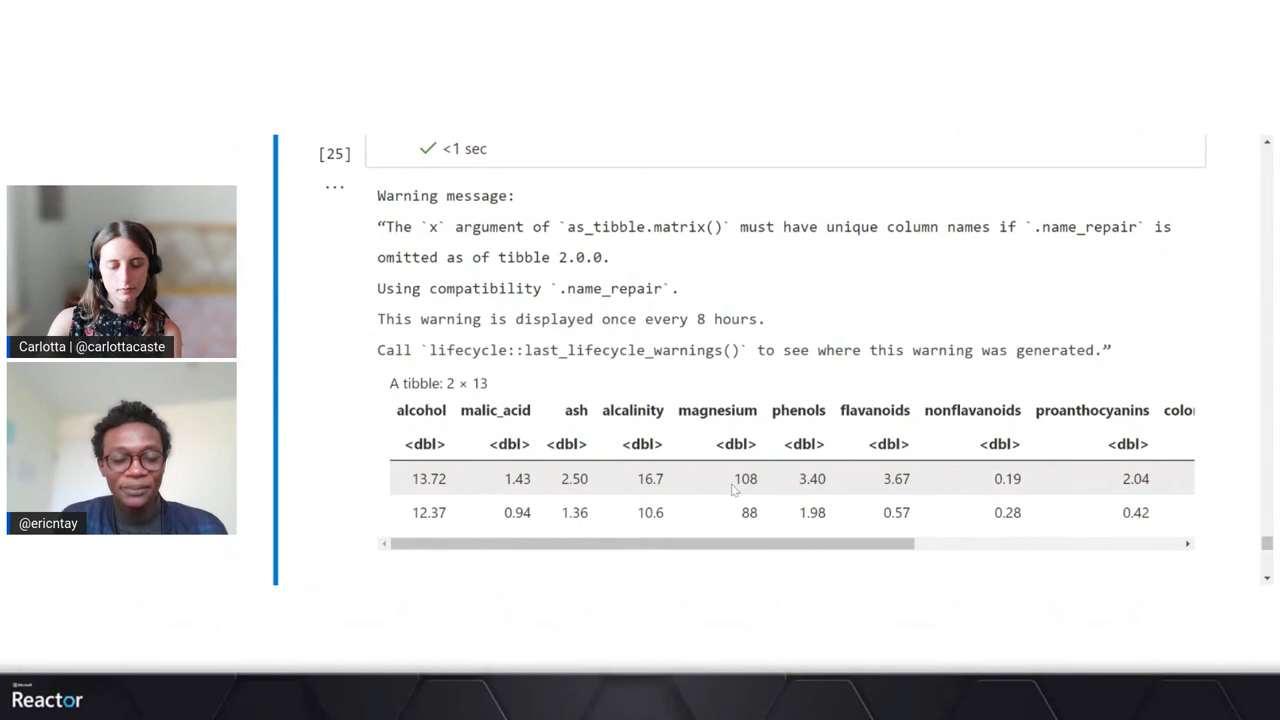 [25]
<1 sec
...
Warning message:
“The `x` argument of `as_tibble.matrix()` must have unique column names if `.name_repair` is
omitted as of tibble 2.0.0.
Using compatibility `.name_repair`.
This warning is displayed once every 8 hours.
Call `lifecycle::last_lifecycle_warnings()` to see where this warning was generated.”
A tibble: 2 × 13
alcohol malic_acid ash alcalinity magnesium phenols flavanoids nonflavanoids proanthocyanins color
<dbl> <dbl> <dbl> <dbl> <dbl> <dbl> <dbl> <dbl> <dbl>
13.72 1.43 2.50 16.7 108 3.40 3.67 0.19 2.04
12.37 0.94 1.36 10.6 88 1.98 0.57 0.28 0.42
Carlotta | @carlottacaste
@ericntay
Microsoft
Reactor